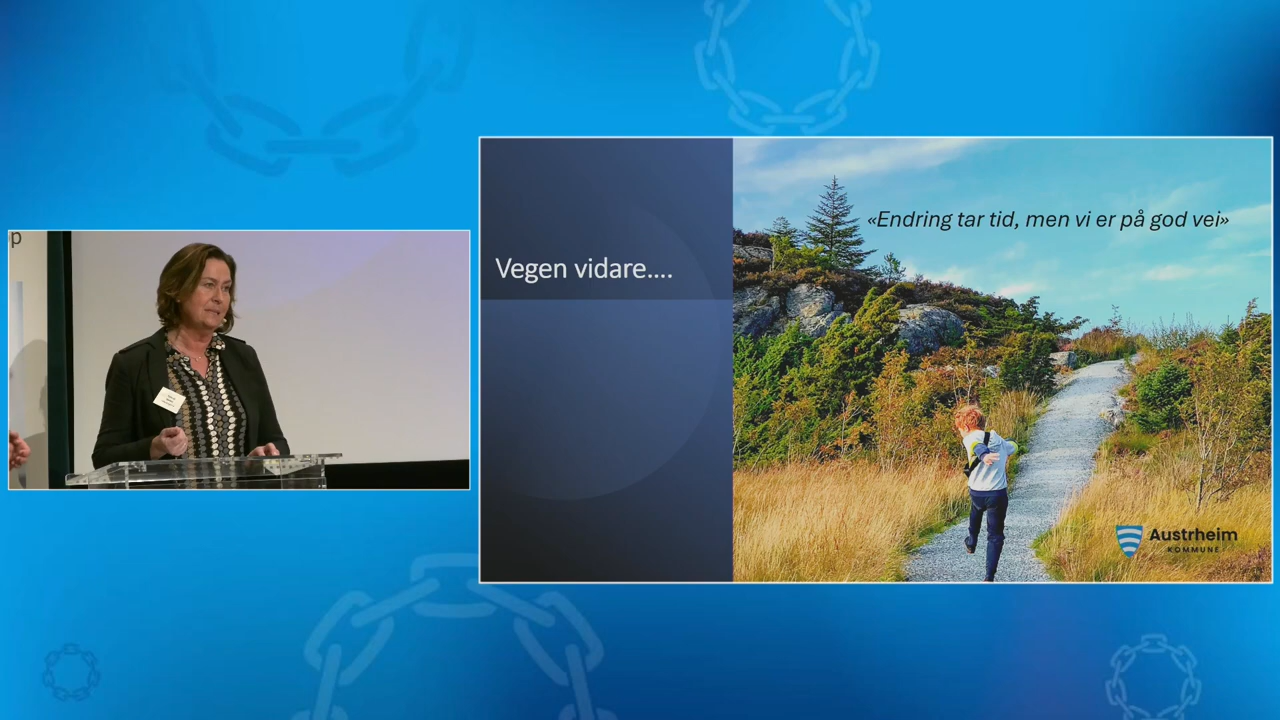 p
Vegen vidare....
«Endring tar tid, men vi er på god vei»
Austrheim
KOMMUNE